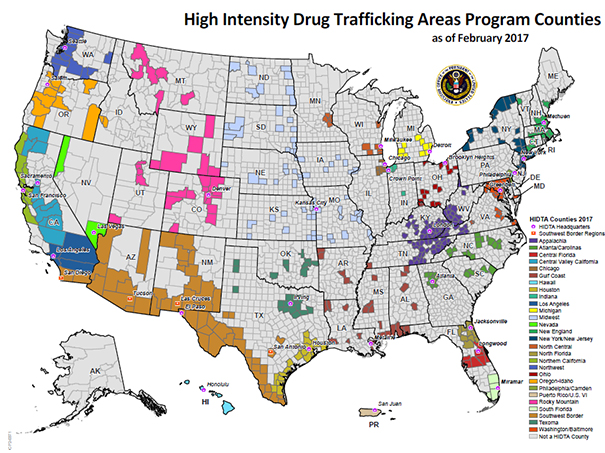 High Intensity Drug Trafficking Areas Program Counties
as of February 2017
Seattle
WA
MT
ND
MN
ME
Salem
OR
ID
WY
SD
WI
MI
VT
NH
NY
MA
RI
Milwaukee
Detroit
Chicago
Crown Point
Brooklyn Heights
New York
Philadelphia
PA
Sacramento
San Francisco
NV
UT
Denver
CO
NE
IA
IL
IN
OH
DE
MD
WV
VA
CA
Las Vegas
Kansas City
KS
MO
KY
Los Angeles
San Diego
AZ
NM
OK
AR
TN
NC
SC
Tucson
Las Cruces
El Paso
Irving
TX
MS
AL
GA
Atlanta
LA
San Antonio
Houston
Metairie
Jacksonville
FL
Longwood
Miramar
AK
Honolulu
HI
San Juan
PR
HIDTA Counties 2017
HIDTA Headquarters
Southwest Border Regions
Appalachia
Atlanta/Carolinas
Central Florida
Central Valley California
Chicago
Gulf Coast
Hawaii
Houston
Indiana
Los Angeles
Michigan
Midwest
Nevada
New England
New York/New Jersey
North Central
North Florida
Northern California
Northwest
Ohio
Oregon-Idaho
Philadelphia/Camden
Puerto Rico/U.S. VI
Rocky Mountain
South Florida
Southwest Border
Texoma
Washington/Baltimore
Not a HIDTA County